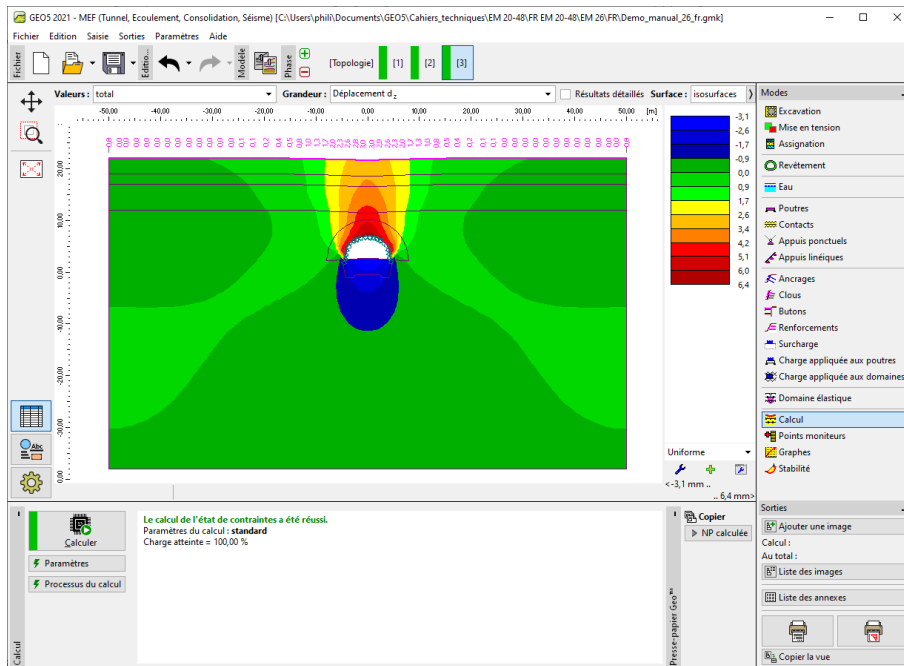 GEO5 2021 - MEF (Tunnel, Ecoulement, Consolidation, Séisme) [C:\Users\phili\Documents\GEO5\Cahiers_techniques\EM 20-48\FR EM 20-48\EM 26\FR\Demo_manual_26_fr.gmk]
Fichier Edition Saisie Sorties Paramètres Aide
Fichier Editio... Modèle Phase [Topologie] [1] [2] [3]
Valeurs : total Grandeur : Déplacement dz Résultats détaillés Surface : isosurfaces
-50,00 -40,00 -30,00 -20,00 -10,00 0,00 10,00 20,00 30,00 40,00 50,00 [m]
20,00
10,00
0,00
-10,00
-20,00
-30,00
-3,1
-2,6
-1,7
-0,9
0,0
0,9
1,7
2,6
3,4
4,2
5,1
6,0
6,4
Uniforme
<-3,1 mm ..
.. 6,4 mm>
Modes
Excavation
Mise en tension
Assignation
Revêtement
Eau
Poutres
Contacts
Appuis ponctuels
Appuis linéiques
Ancrages
Clous
Butons
Renforcements
Surcharge
Charge appliquée aux poutres
Charge appliquée aux domaines
Domaine élastique
Calcul
Points moniteurs
Graphes
Stabilité
Abc
Calculer
Paramètres
Processus du calcul
Calcul
Le calcul de l'état de contraintes a été réussi.
Paramètres du calcul : standard
Charge atteinte = 100,00 %
Presse-papier Geo™
Copier
NP calculée
Sorties
Ajouter une image
Calcul :
Au total :
Liste des images
Liste des annexes
Copier la vue